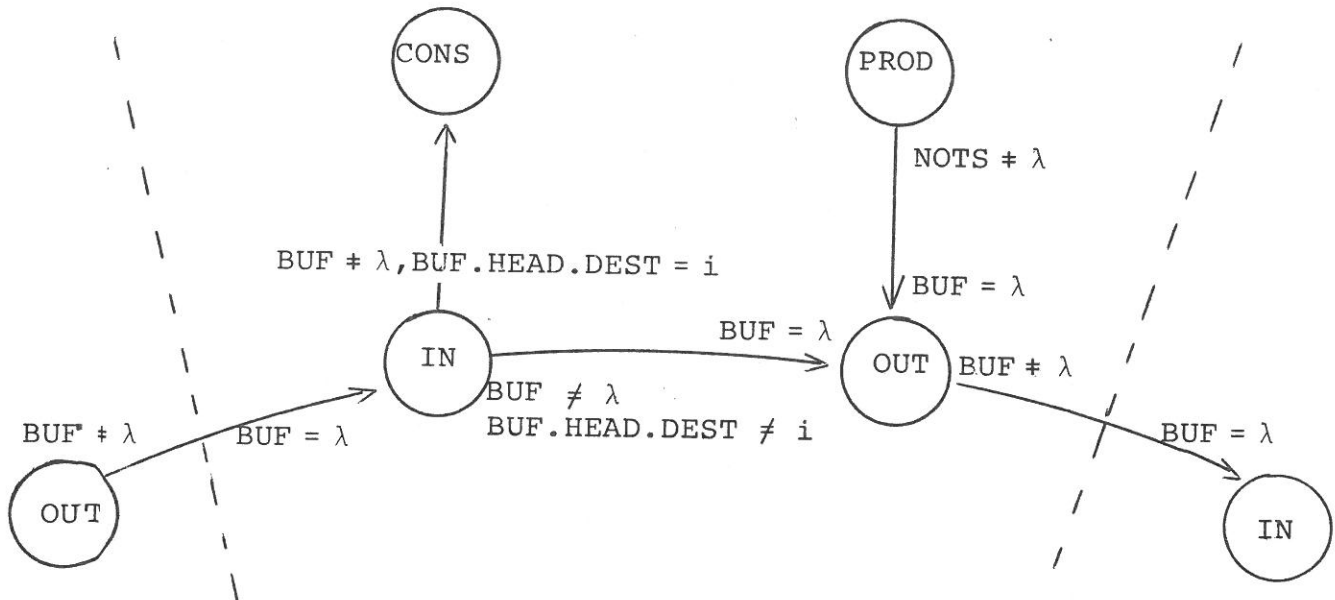 CONS
PROD
NOTS ≠ λ
BUF ≠ λ,BUF.HEAD.DEST = i
BUF = λ
BUF = λ
IN
OUT
BUF ≠ λ
BUF ≠ λ
BUF.HEAD.DEST ≠ i
BUF ≠ λ
BUF = λ
BUF = λ
OUT
IN